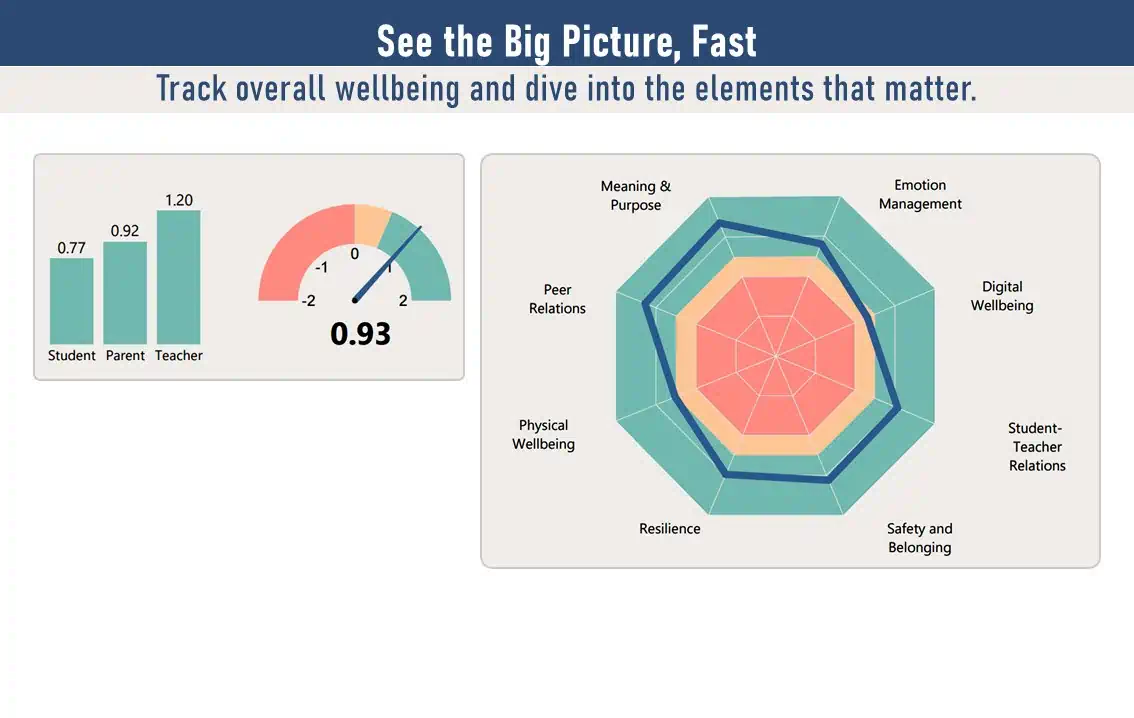 See the Big Picture, Fast
Track overall wellbeing and dive into the elements that matter.
1.20
0.92
0.77
Student
Parent
Teacher
0
-1
1
-2
2
0.93
Meaning &
Purpose
Emotion
Management
Peer
Relations
Digital
Wellbeing
Physical
Wellbeing
Student-
Teacher
Relations
Resilience
Safety and
Belonging